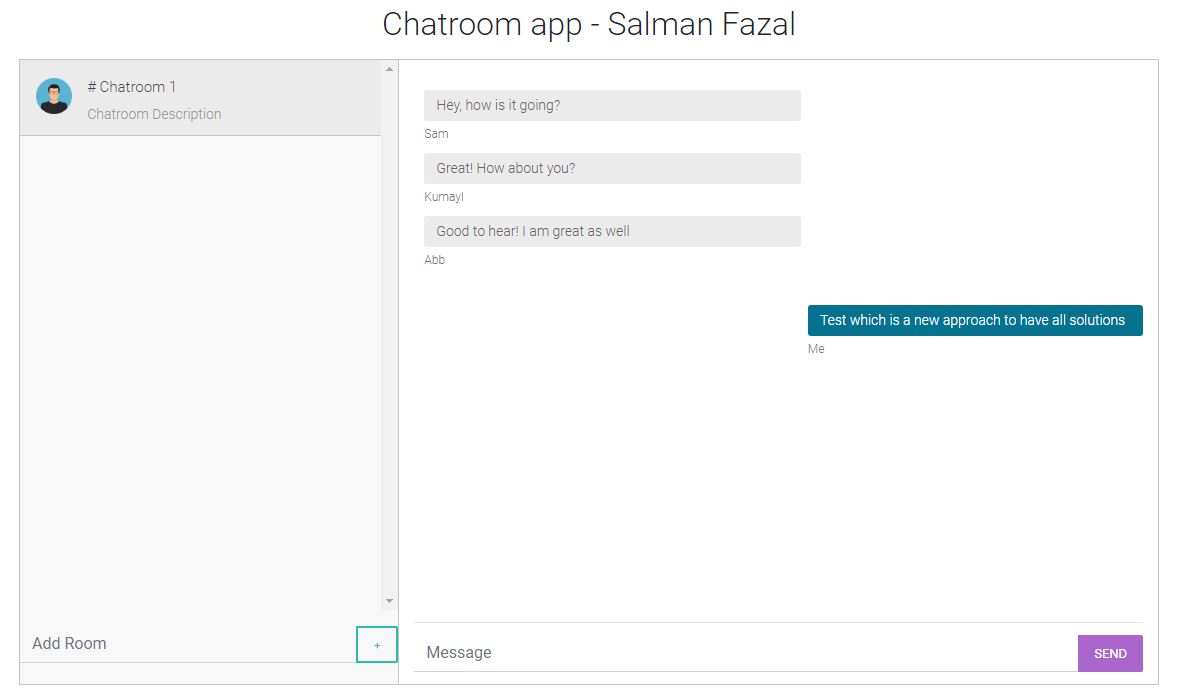 Chatroom app - Salman Fazal
# Chatroom 1
Chatroom Description
Add Room
+
Hey, how is it going?
Sam
Great! How about you?
Kumayl
Good to hear! I am great as well
Abb
Test which is a new approach to have all solutions
Me
Message
SEND